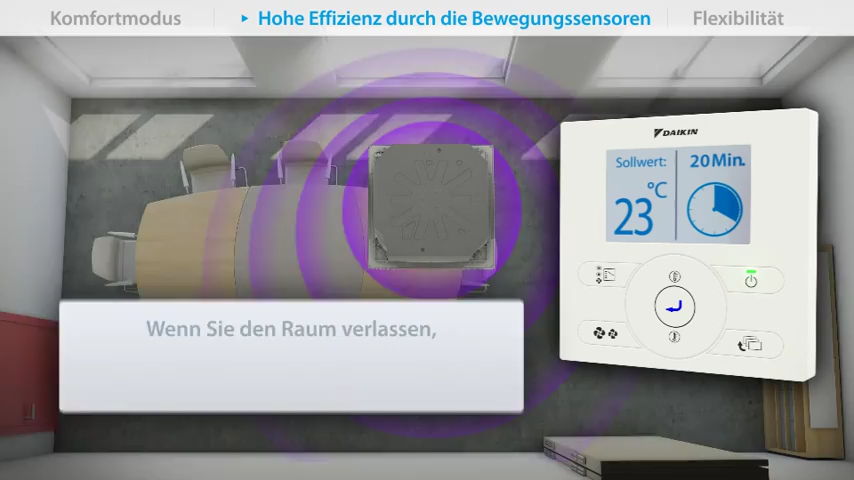 Komfortmodus
Hohe Effizienz durch die Bewegungssensoren
Flexibilität
DAIKIN
Sollwert:
20 Min.
23 °C
Wenn Sie den Raum verlassen,